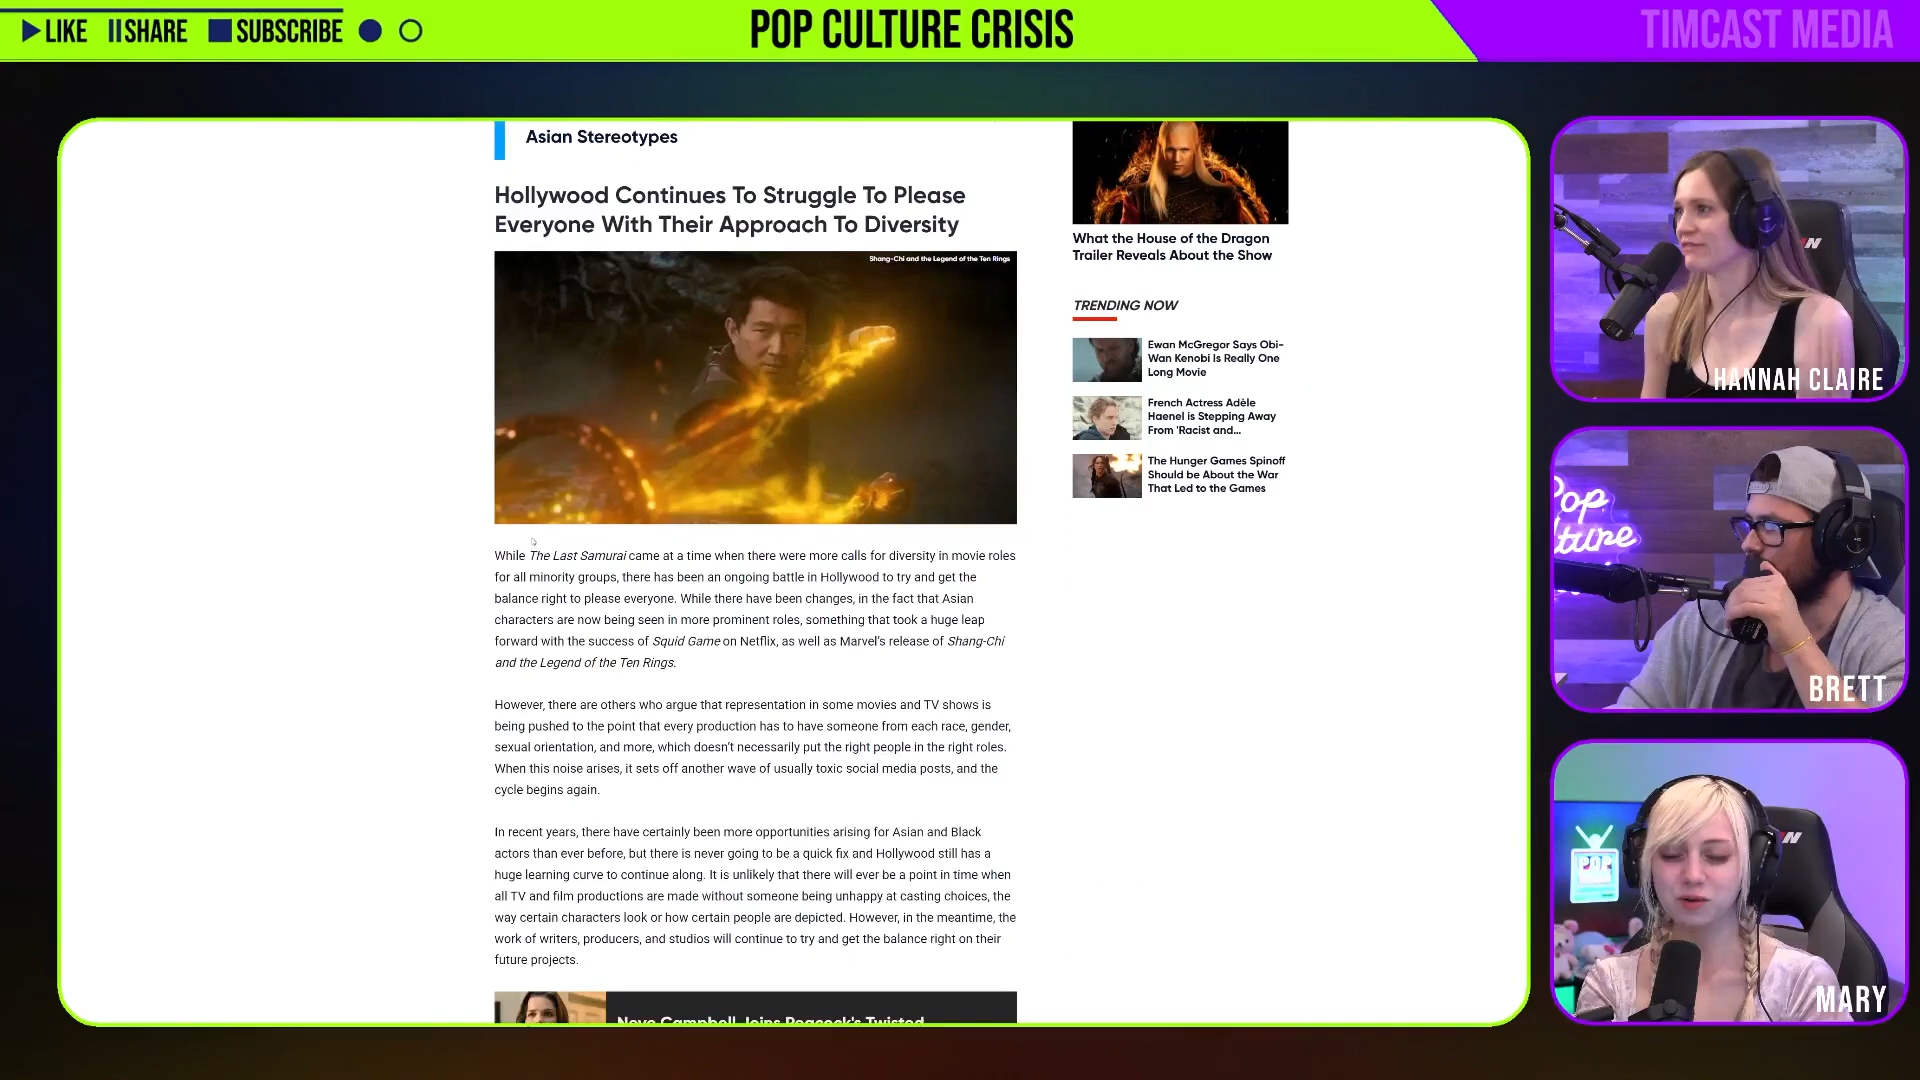 LIKE SHARE SUBSCRIBE
POP CULTURE CRISIS
TIMCAST MEDIA
Asian Stereotypes
Hollywood Continues To Struggle To Please
Everyone With Their Approach To Diversity
Shang-Chi and the Legend of the Ten Rings
While The Last Samurai came at a time when there were more calls for diversity in movie roles
for all minority groups, there has been an ongoing battle in Hollywood to try and get the
balance right to please everyone. While there have been changes, in the fact that Asian
characters are now being seen in more prominent roles, something that took a huge leap
forward with the success of Squid Game on Netflix, as well as Marvel's release of Shang-Chi
and the Legend of the Ten Rings.
However, there are others who argue that representation in some movies and TV shows is
being pushed to the point that every production has to have someone from each race, gender,
sexual orientation, and more, which doesn't necessarily put the right people in the right roles.
When this noise arises, it sets off another wave of usually toxic social media posts, and the
cycle begins again.
In recent years, there have certainly been more opportunities arising for Asian and Black
actors than ever before, but there is never going to be a quick fix and Hollywood still has a
huge learning curve to continue along. It is unlikely that there will ever be a point in time when
all TV and film productions are made without someone being unhappy at casting choices, the
way certain characters look or how certain people are depicted. However, in the meantime, the
work of writers, producers, and studios will continue to try and get the balance right on their
future projects.
Neve Campbell Joins Peacock's Twisted
What the House of the Dragon
Trailer Reveals About the Show
TRENDING NOW
Ewan McGregor Says Obi-
Wan Kenobi Is Really One
Long Movie
French Actress Adèle
Haenel is Stepping Away
From 'Racist and...
The Hunger Games Spinoff
Should be About the War
That Led to the Games
HANNAH CLAIRE
Pop
lture
BRETT
POP
MARY